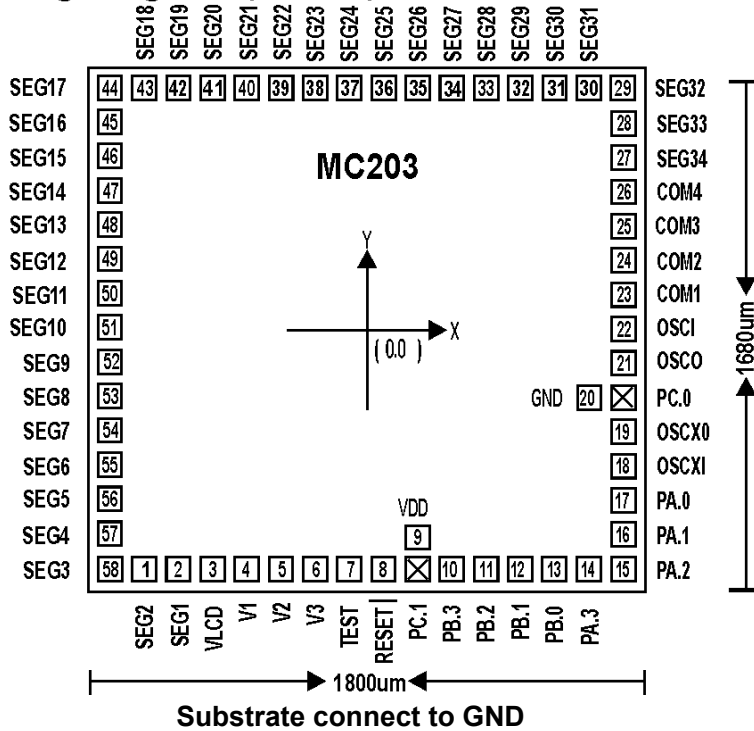 SEG18 SEG19 SEG20 SEG21 SEG22 SEG23 SEG24 SEG25 SEG26 SEG27 SEG28 SEG29 SEG30 SEG31
SEG17 44 43 42 41 40 39 38 37 36 35 34 33 32 31 30 29 SEG32
SEG16 45 28 SEG33
SEG15 46 MC203 27 SEG34
SEG14 47 26 COM4
SEG13 48 Y 25 COM3
SEG12 49 24 COM2
SEG11 50 23 COM1
SEG10 51 X 22 OSCI
( 0.0 )
1680um
SEG9 52 21 OSCO
SEG8 53 GND 20 PC.0
SEG7 54 19 OSCX0
SEG6 55 18 OSCXI
SEG5 56 17 PA.0
VDD
SEG4 57 9 16 PA.1
SEG3 58 1 2 3 4 5 6 7 8 10 11 12 13 14 15 PA.2
SEG2 SEG1 VLCD V1 V2 V3 TEST RESET PC.1 PB.3 PB.2 PB.1 PB.0 PA.3
1800um
Substrate connect to GND